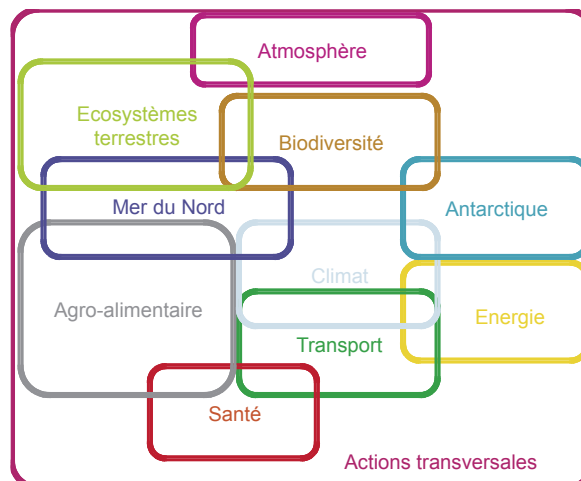 Atmosphère
Ecosystèmes
terrestres
Biodiversité
Mer du Nord
Antarctique
Climat
Agro-alimentaire
Energie
Transport
Santé
Actions transversales